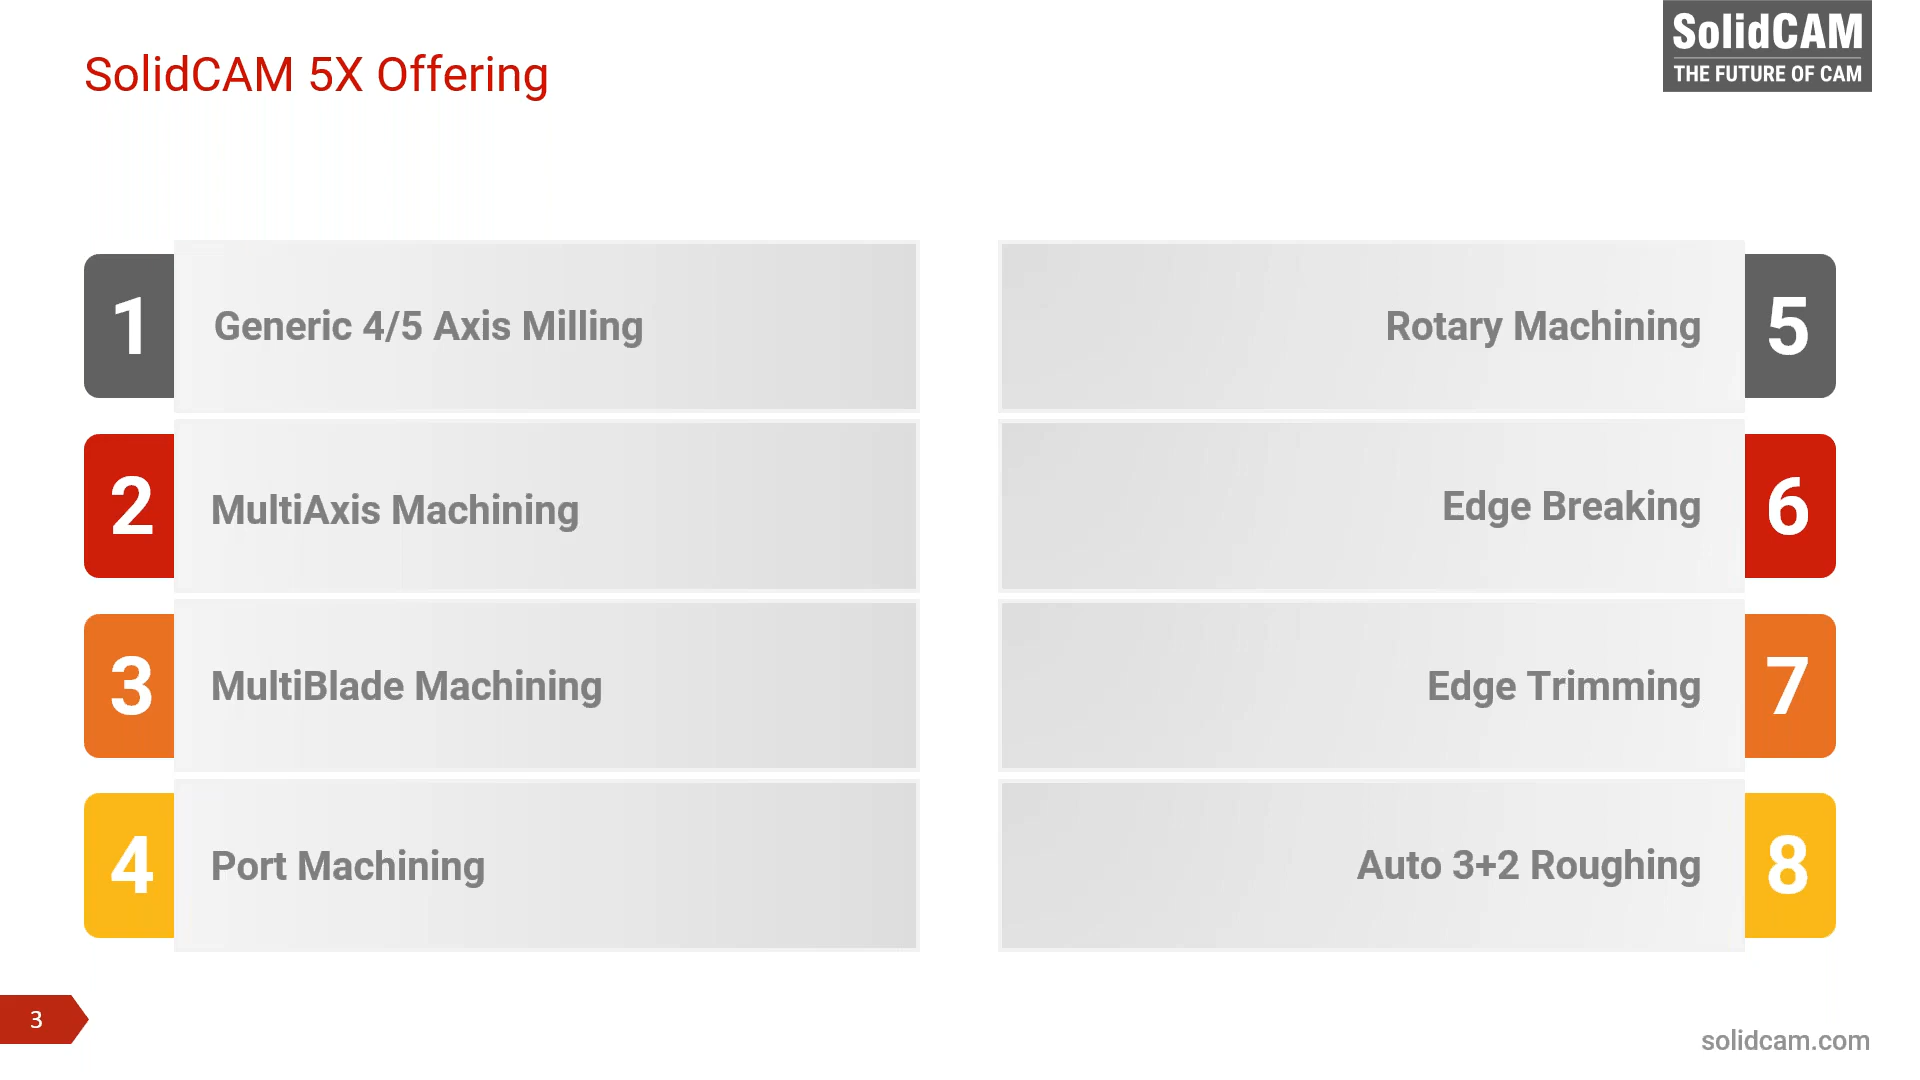 SolidCAM 5X Offering
SolidCAM
THE FUTURE OF CAM
1
Generic 4/5 Axis Milling
2
MultiAxis Machining
3
MultiBlade Machining
4
Port Machining
Rotary Machining
5
Edge Breaking
6
Edge Trimming
7
Auto 3+2 Roughing
8
3
solidcam.com